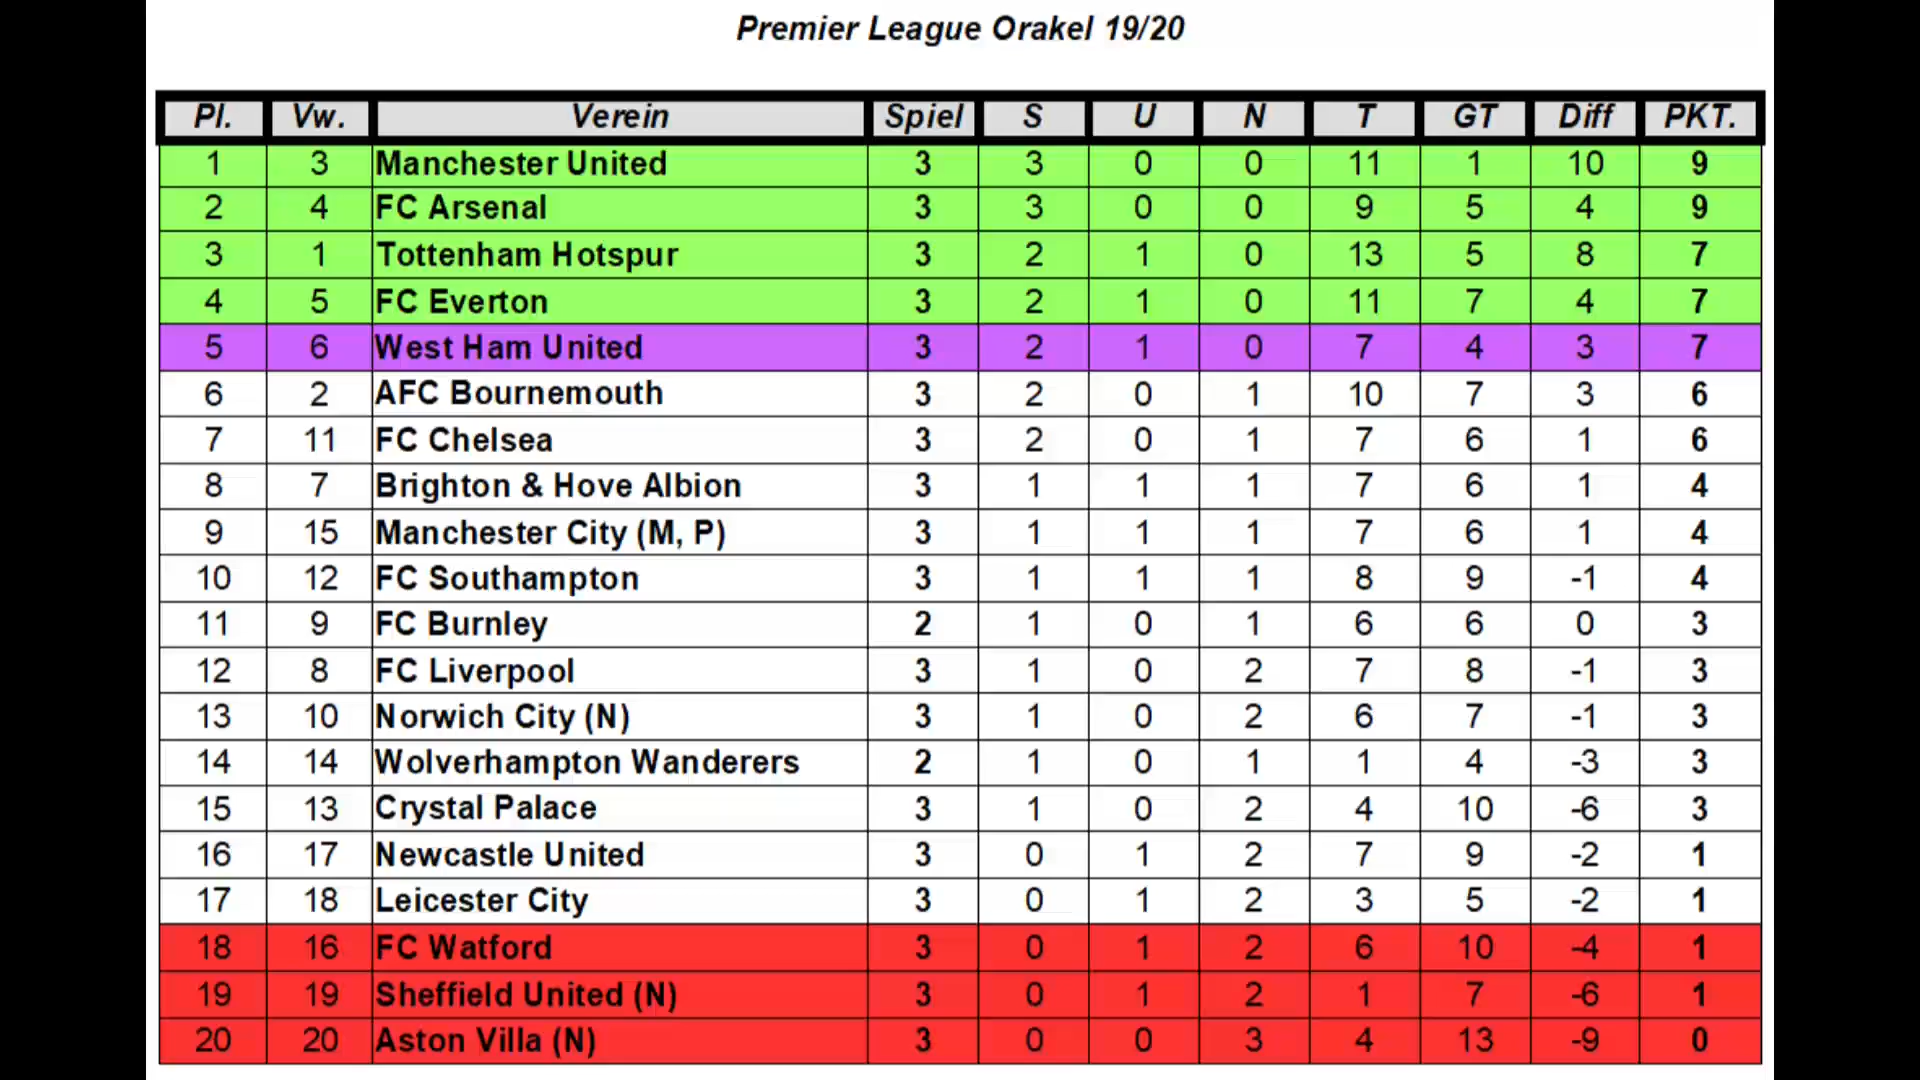 Premier League Orakel 19/20
Pl. Vw. Verein Spiel S U N T GT Diff PKT.
1 3 Manchester United 3 3 0 0 11 1 10 9
2 4 FC Arsenal 3 3 0 0 9 5 4 9
3 1 Tottenham Hotspur 3 2 1 0 13 5 8 7
4 5 FC Everton 3 2 1 0 11 7 4 7
5 6 West Ham United 3 2 1 0 7 4 3 7
6 2 AFC Bournemouth 3 2 0 1 10 7 3 6
7 11 FC Chelsea 3 2 0 1 7 6 1 6
8 7 Brighton & Hove Albion 3 1 1 1 7 6 1 4
9 15 Manchester City (M, P) 3 1 1 1 7 6 1 4
10 12 FC Southampton 3 1 1 1 8 9 -1 4
11 9 FC Burnley 2 1 0 1 6 6 0 3
12 8 FC Liverpool 3 1 0 2 7 8 -1 3
13 10 Norwich City (N) 3 1 0 2 6 7 -1 3
14 14 Wolverhampton Wanderers 2 1 0 1 1 4 -3 3
15 13 Crystal Palace 3 1 0 2 4 10 -6 3
16 17 Newcastle United 3 0 1 2 7 9 -2 1
17 18 Leicester City 3 0 1 2 3 5 -2 1
18 16 FC Watford 3 0 1 2 6 10 -4 1
19 19 Sheffield United (N) 3 0 1 2 1 7 -6 1
20 20 Aston Villa (N) 3 0 0 3 4 13 -9 0